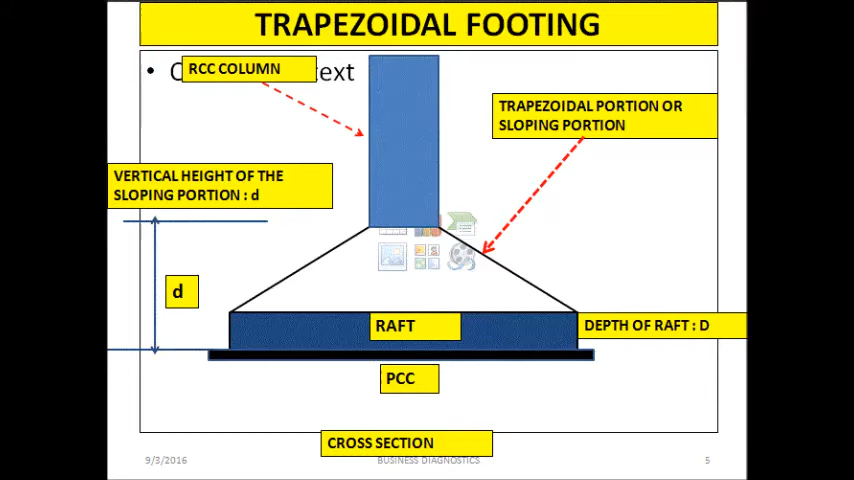 TRAPEZOIDAL FOOTING
RCC COLUMN
text
TRAPEZOIDAL PORTION OR
SLOPING PORTION
VERTICAL HEIGHT OF THE
SLOPING PORTION : d
d
RAFT
DEPTH OF RAFT : D
PCC
CROSS SECTION
9/3/2016
BUSINESS DIAGNOSTICS
5